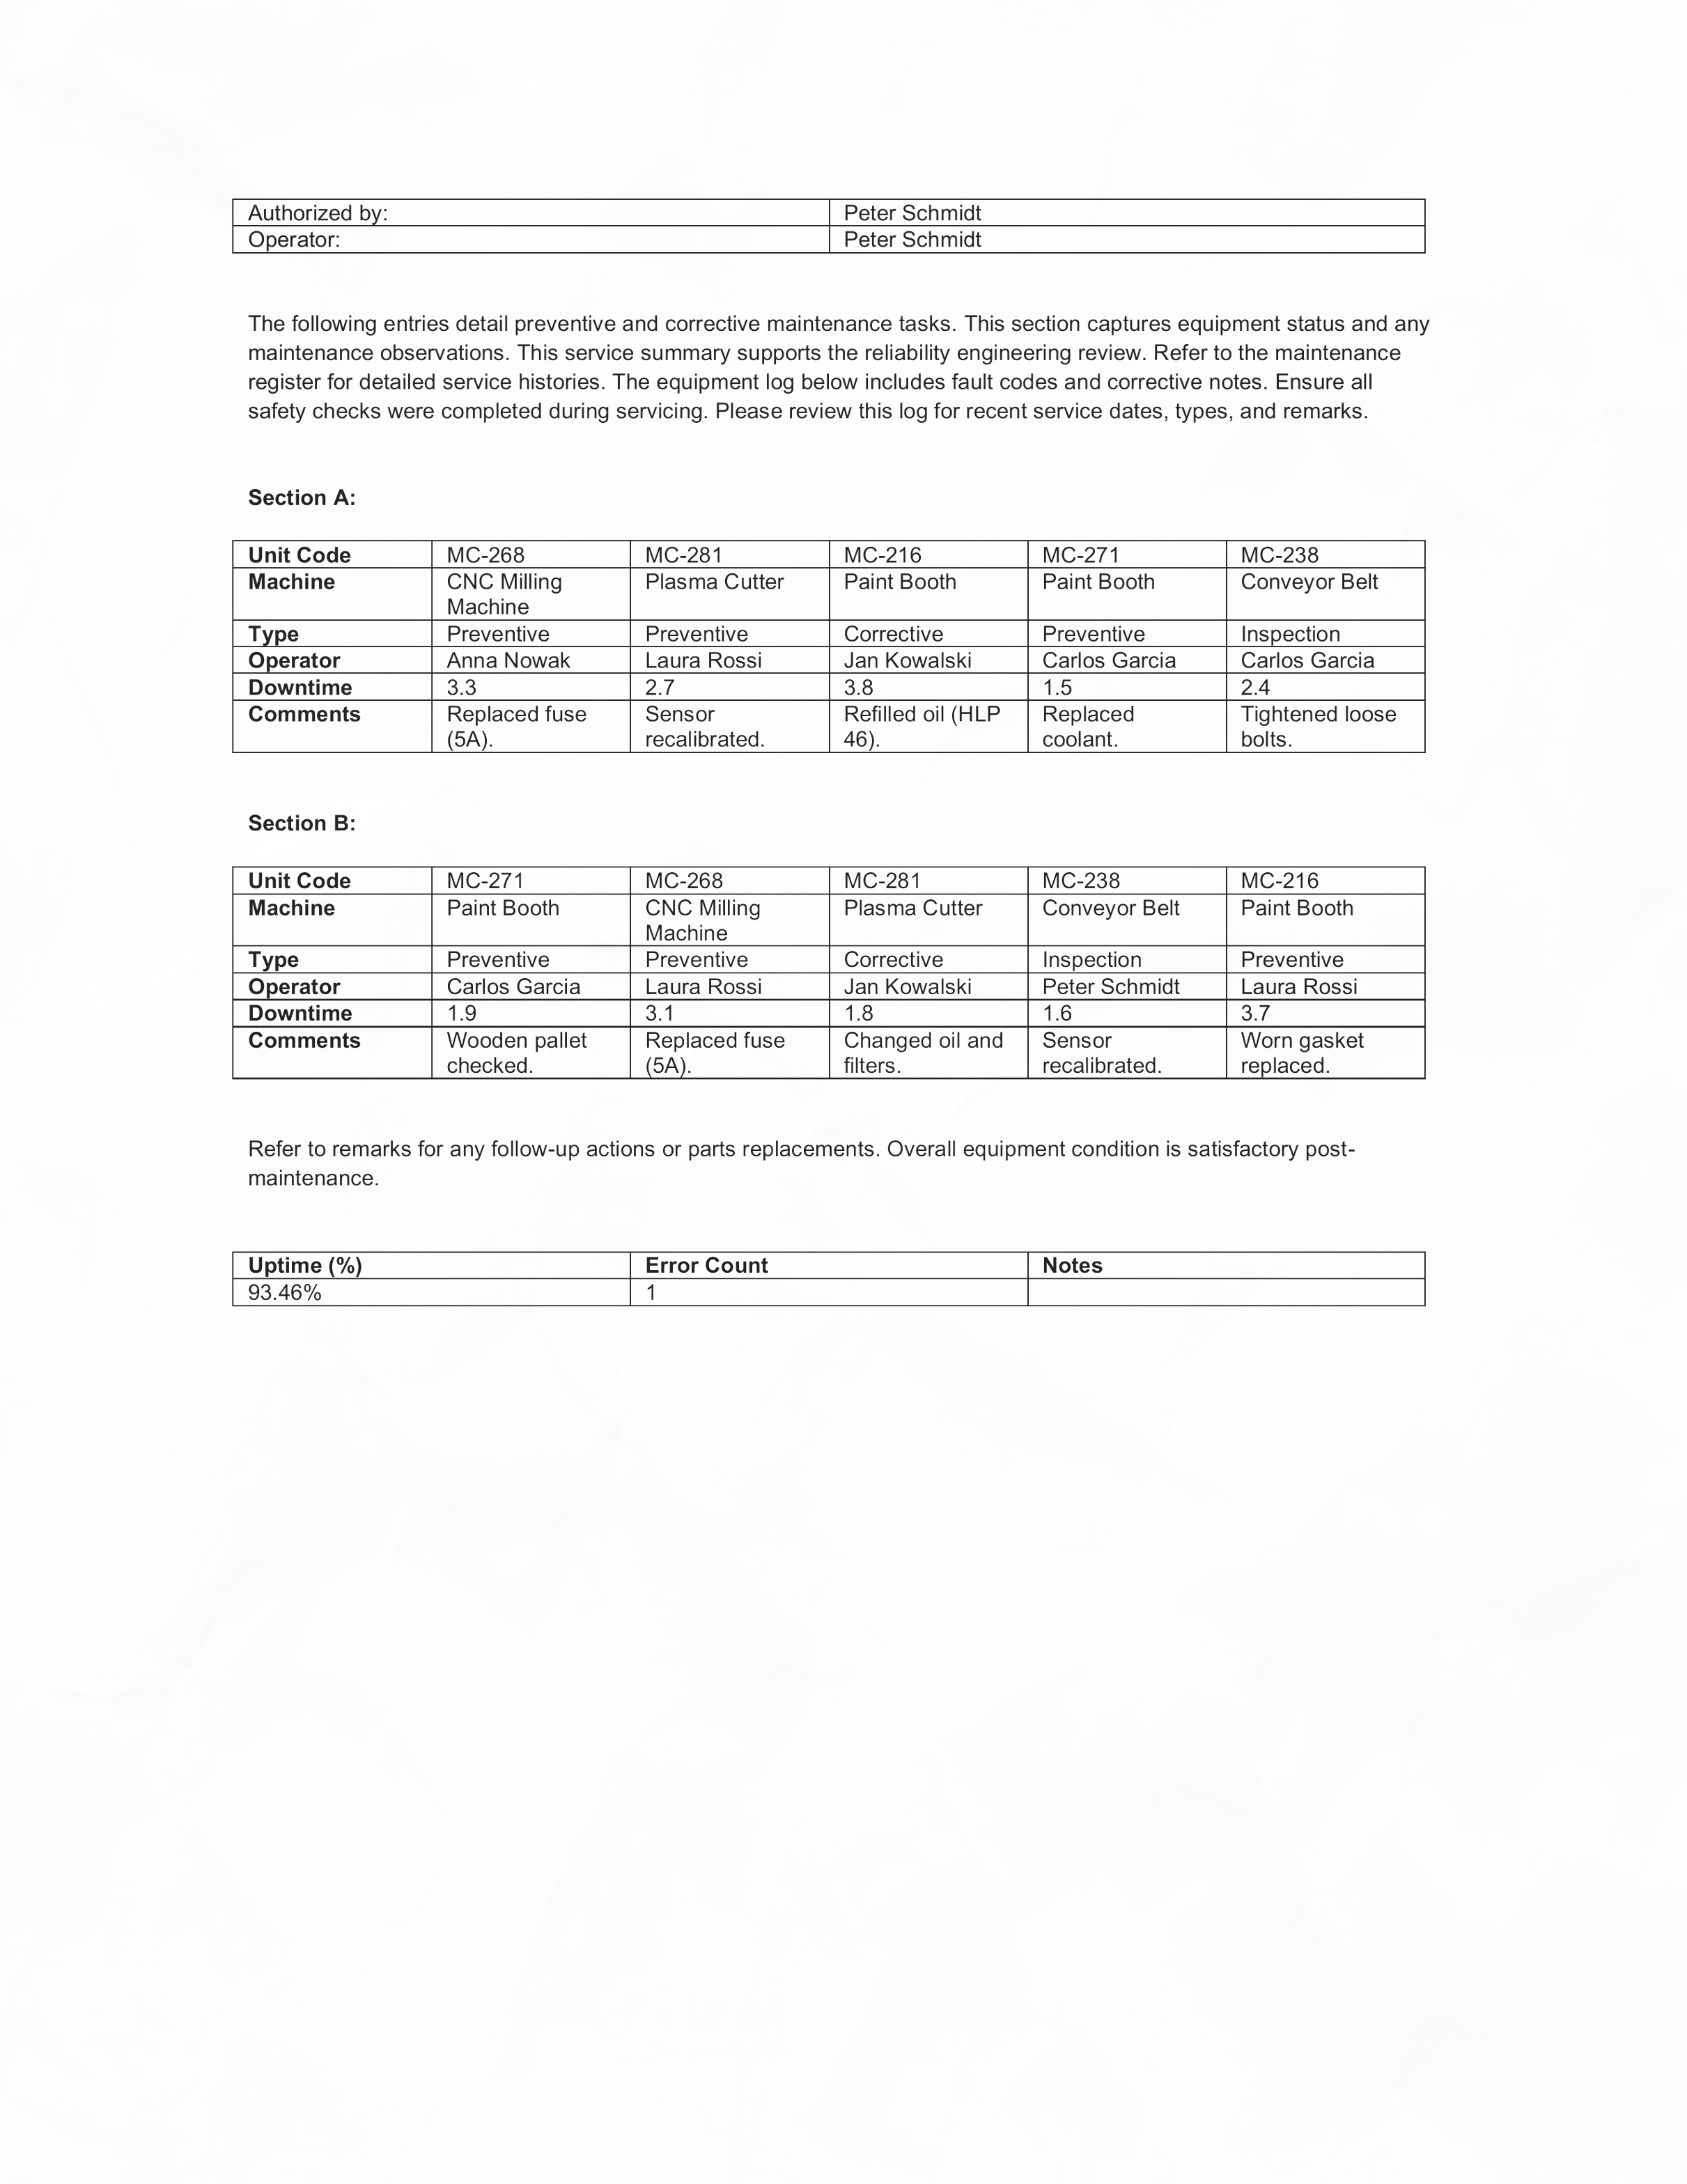 Authorized by: Peter Schmidt
Operator: Peter Schmidt
The following entries detail preventive and corrective maintenance tasks. This section captures equipment status and any
maintenance observations. This service summary supports the reliability engineering review. Refer to the maintenance
register for detailed service histories. The equipment log below includes fault codes and corrective notes. Ensure all
safety checks were completed during servicing. Please review this log for recent service dates, types, and remarks.
Section A:
Unit Code MC-268 MC-281 MC-216 MC-271 MC-238
Machine CNC Milling Plasma Cutter Paint Booth Paint Booth Conveyor Belt
Machine
Type Preventive Preventive Corrective Preventive Inspection
Operator Anna Nowak Laura Rossi Jan Kowalski Carlos Garcia Carlos Garcia
Downtime 3.3 2.7 3.8 1.5 2.4
Comments Replaced fuse Sensor Refilled oil (HLP Replaced Tightened loose
(5A). recalibrated. 46). coolant. bolts.
Section B:
Unit Code MC-271 MC-268 MC-281 MC-238 MC-216
Machine Paint Booth CNC Milling Plasma Cutter Conveyor Belt Paint Booth
Machine
Type Preventive Preventive Corrective Inspection Preventive
Operator Carlos Garcia Laura Rossi Jan Kowalski Peter Schmidt Laura Rossi
Downtime 1.9 3.1 1.8 1.6 3.7
Comments Wooden pallet Replaced fuse Changed oil and Sensor Worn gasket
checked. (5A). filters. recalibrated. replaced.
Refer to remarks for any follow-up actions or parts replacements. Overall equipment condition is satisfactory post-
maintenance.
Uptime (%) Error Count Notes
93.46% 1